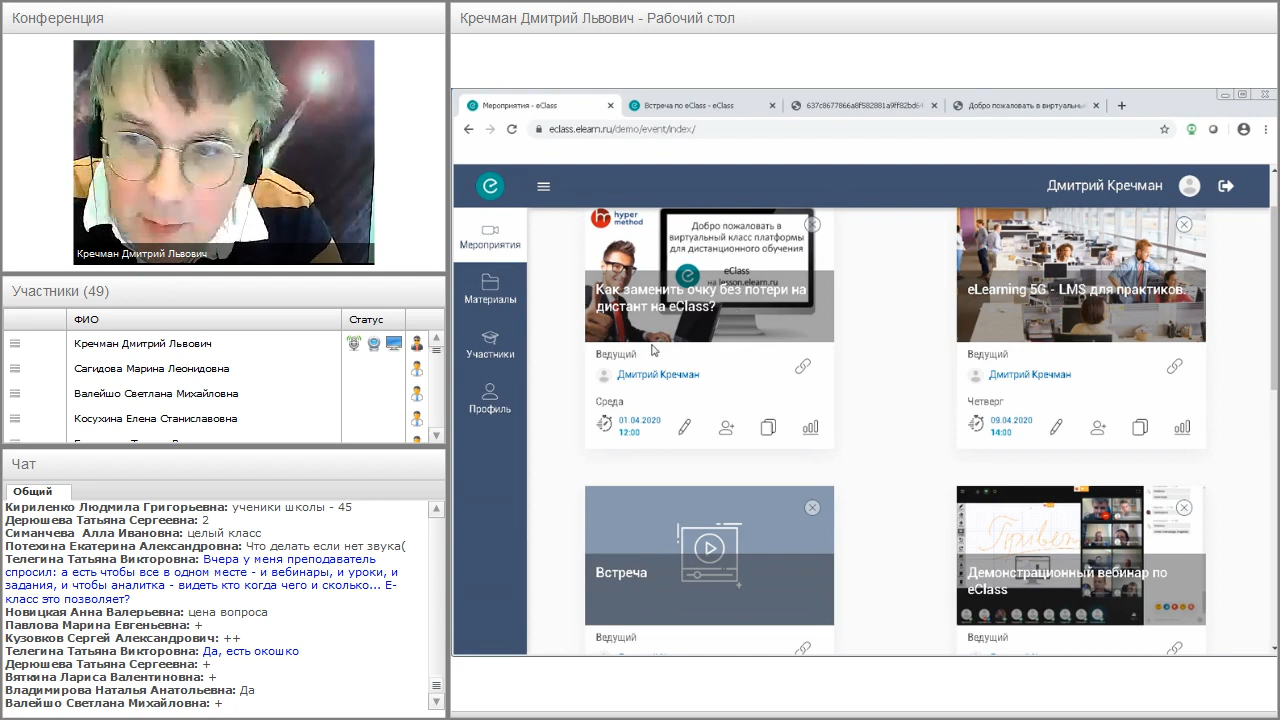 Конференция
Кречман Дмитрий Львович
Участники (49)
ФИО Статус
Кречман Дмитрий Львович
Сагидова Марина Леонидовна
Валейшо Светлана Михайловна
Косухина Елена Станиславовна
Чат
Общий
Кириленко Людмила Григорьевна: ученики школы - 45
Дерюшева Татьяна Сергеевна: 2
Симанчева Алла Ивановна: целый класс
Потехина Екатерина Александровна: Что делать если нет звука(
Телегина Татьяна Викторовна: Вчера у меня преподаватель
спросил: а есть чтобы все в одном месте - и вебинары, и уроки, и
задания, и чтобы аналитка - видеть кто когда чего и сколько... Е-
класс это позволяет?
Новицкая Анна Валерьевна: цена вопроса
Павлова Марина Евгеньевна: +
Кузовков Сергей Александрович: ++
Телегина Татьяна Викторовна: Да, есть окошко
Дерюшева Татьяна Сергеевна: +
Вяткина Лариса Валентиновна: +
Владимирова Наталья Анатольевна: Да
Валейшо Светлана Михайловна: +
Кречман Дмитрий Львович - Рабочий стол
Мероприятия - eClass
Встреча по eClass - eClass
637c8677866a8f582881a9ff82bd64
Добро пожаловать в виртуальны
eclass.elearn.ru/demo/event/index/
Дмитрий Кречман
Мероприятия
Материалы
Участники
Профиль
hyper
method
Добро пожаловать в
виртуальный класс платформы
для дистанционного обучения
eClass
на lesson.elearn.ru
Как заменить очку без потери на
дистант на eClass?
Ведущий
Дмитрий Кречман
Среда
01.04.2020
12:00
eLearning 5G - LMS для практиков.
Ведущий
Дмитрий Кречман
Четверг
09.04.2020
14:00
Встреча
Ведущий
Привет
Демонстрационный вебинар по
eClass
Ведущий